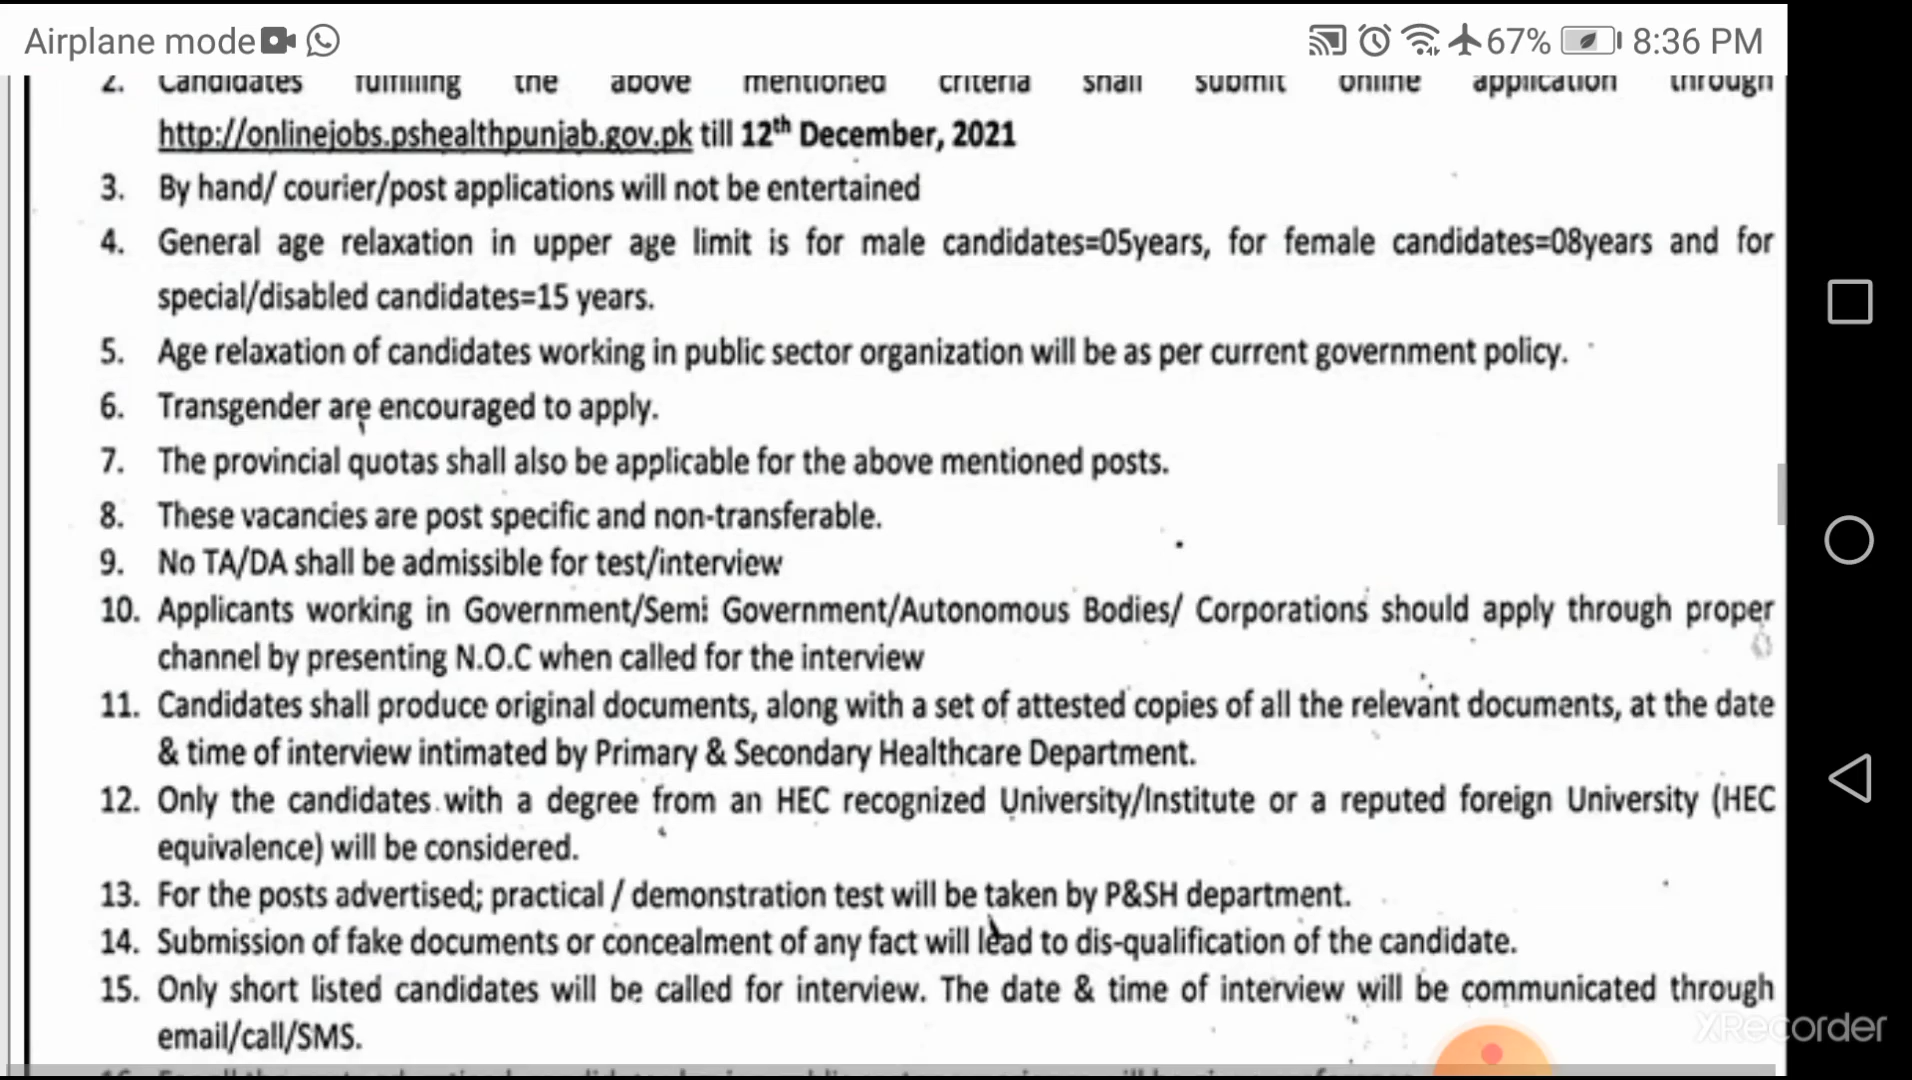 Airplane mode 67% 8:36 PM
2. Candidates fulfilling the above mentioned criteria shall submit online application through
http://onlinejobs.pshealthpunjab.gov.pk till 12th December, 2021
3. By hand/ courier/post applications will not be entertained
4. General age relaxation in upper age limit is for male candidates=05years, for female candidates=08years and for
special/disabled candidates=15 years.
5. Age relaxation of candidates working in public sector organization will be as per current government policy.
6. Transgender are encouraged to apply.
7. The provincial quotas shall also be applicable for the above mentioned posts.
8. These vacancies are post specific and non-transferable.
9. No TA/DA shall be admissible for test/interview
10. Applicants working in Government/Semi Government/Autonomous Bodies/ Corporations should apply through proper
channel by presenting N.O.C when called for the interview
11. Candidates shall produce original documents, along with a set of attested copies of all the relevant documents, at the date
& time of interview intimated by Primary & Secondary Healthcare Department.
12. Only the candidates with a degree from an HEC recognized University/Institute or a reputed foreign University (HEC
equivalence) will be considered.
13. For the posts advertised; practical / demonstration test will be taken by P&SH department.
14. Submission of fake documents or concealment of any fact will lead to dis-qualification of the candidate.
15. Only short listed candidates will be called for interview. The date & time of interview will be communicated through
email/call/SMS.
XRecorder